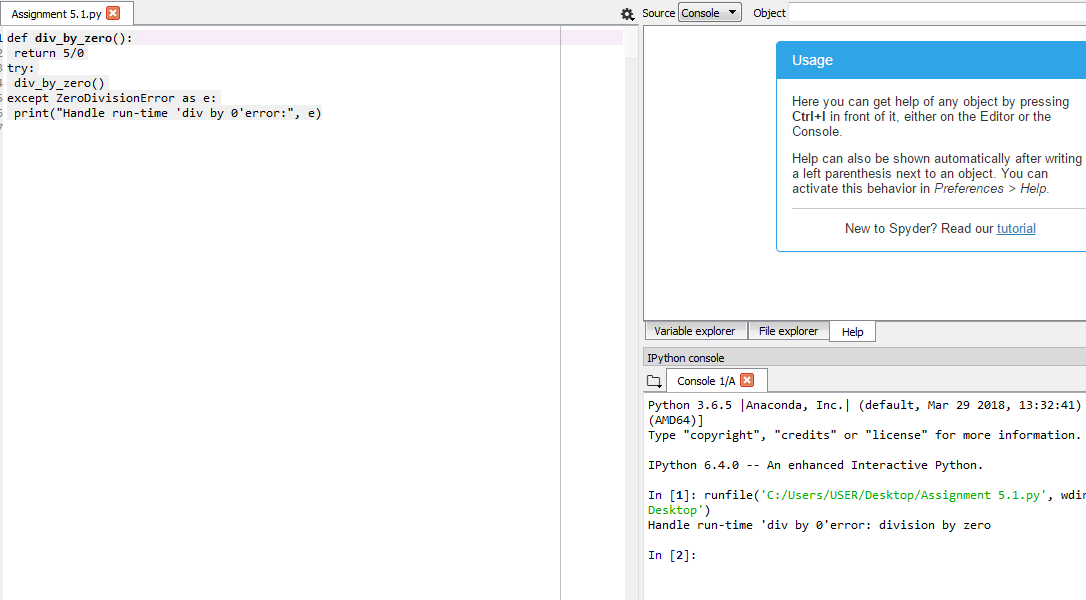 Assignment 5.1.py
def div_by_zero():
return 5/0
try:
div_by_zero()
except ZeroDivisionError as e:
print("Handle run-time 'div by 0'error:", e)
Source Console Object
Usage
Here you can get help of any object by pressing
Ctrl+I in front of it, either on the Editor or the
Console.
Help can also be shown automatically after writing
a left parenthesis next to an object. You can
activate this behavior in Preferences > Help.
New to Spyder? Read our tutorial
Variable explorer File explorer Help
IPython console
Console 1/A
Python 3.6.5 |Anaconda, Inc.| (default, Mar 29 2018, 13:32:41)
(AMD64)]
Type "copyright", "credits" or "license" for more information.
IPython 6.4.0 -- An enhanced Interactive Python.
In [1]: runfile('C:/Users/USER/Desktop/Assignment 5.1.py', wdir
Desktop')
Handle run-time 'div by 0'error: division by zero
In [2]: